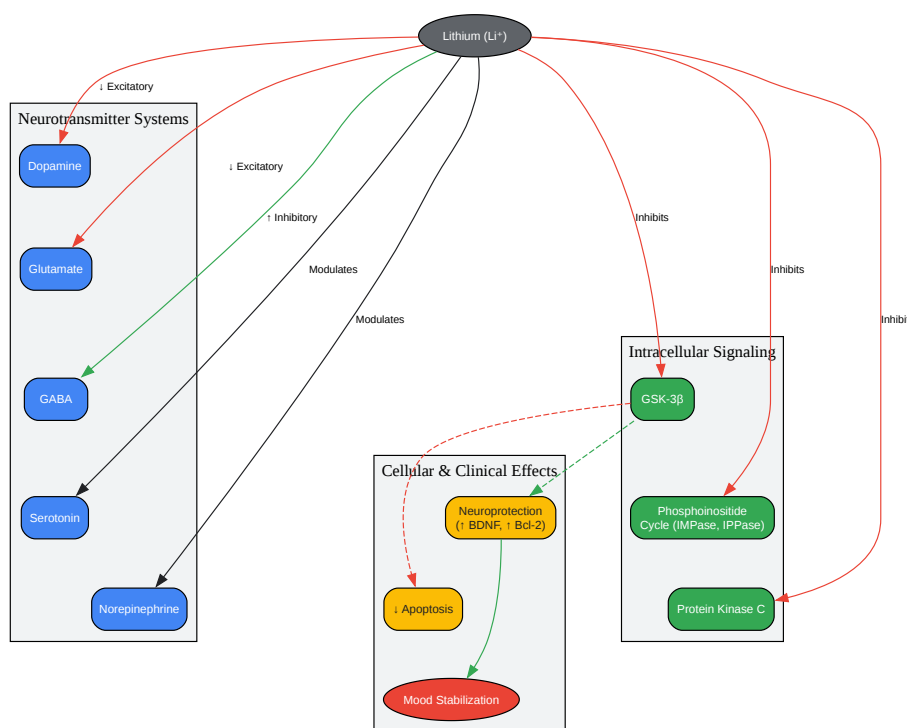 Lithium (Li⁺)
↓ Excitatory
Neurotransmitter Systems
Dopamine
↓ Excitatory
↑ Inhibitory
Inhibits
Glutamate
Modulates
Inhibits
Modulates
Inhibi
Intracellular Signaling
GABA
GSK-3β
Cellular & Clinical Effects
Serotonin
Neuroprotection
(↑ BDNF, ↑ Bcl-2)
Phosphoinositide
Cycle (IMPase, IPPase)
Norepinephrine
↓ Apoptosis
Protein Kinase C
Mood Stabilization